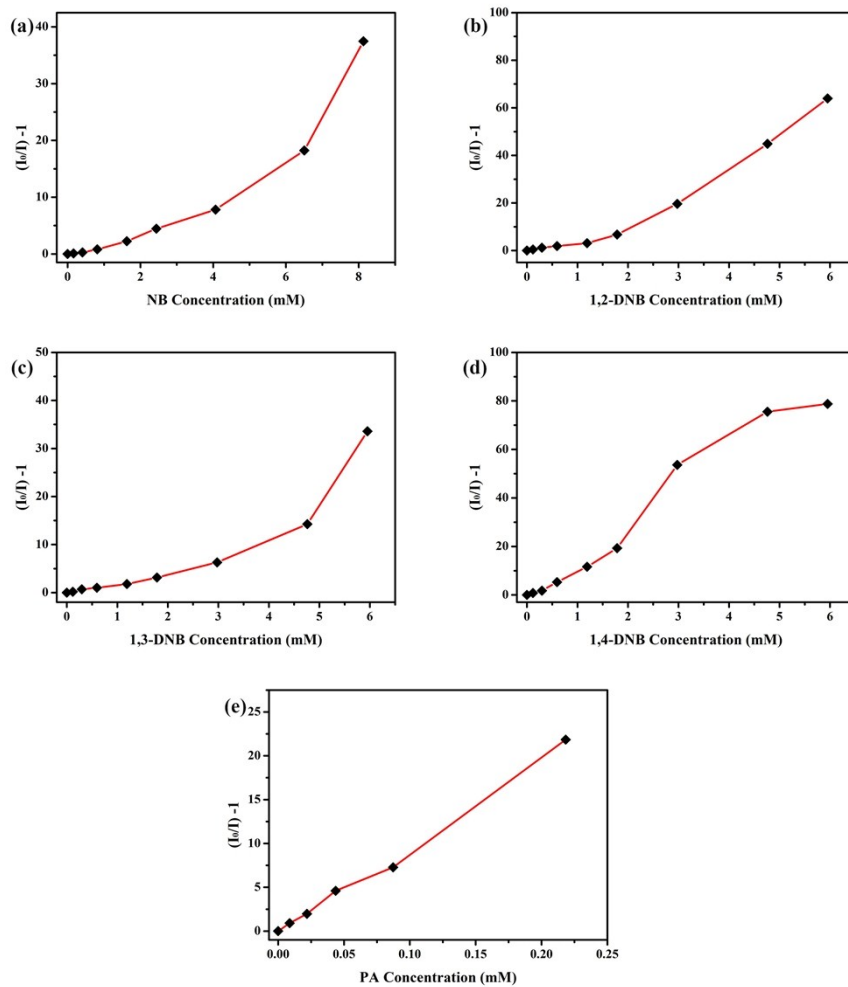 (a)
40
30
20
10
0
(I₀/I) -1
0 2 4 6 8
NB Concentration (mM)
(b)
100
80
60
40
20
0
(I₀/I) -1
0 1 2 3 4 5 6
1,2-DNB Concentration (mM)
(c)
50
40
30
20
10
0
(I₀/I) -1
0 1 2 3 4 5 6
1,3-DNB Concentration (mM)
(d)
100
80
60
40
20
0
(I₀/I) -1
0 1 2 3 4 5 6
1,4-DNB Concentration (mM)
(e)
25
20
15
10
5
0
(I₀/I) -1
0.00 0.05 0.10 0.15 0.20 0.25
PA Concentration (mM)